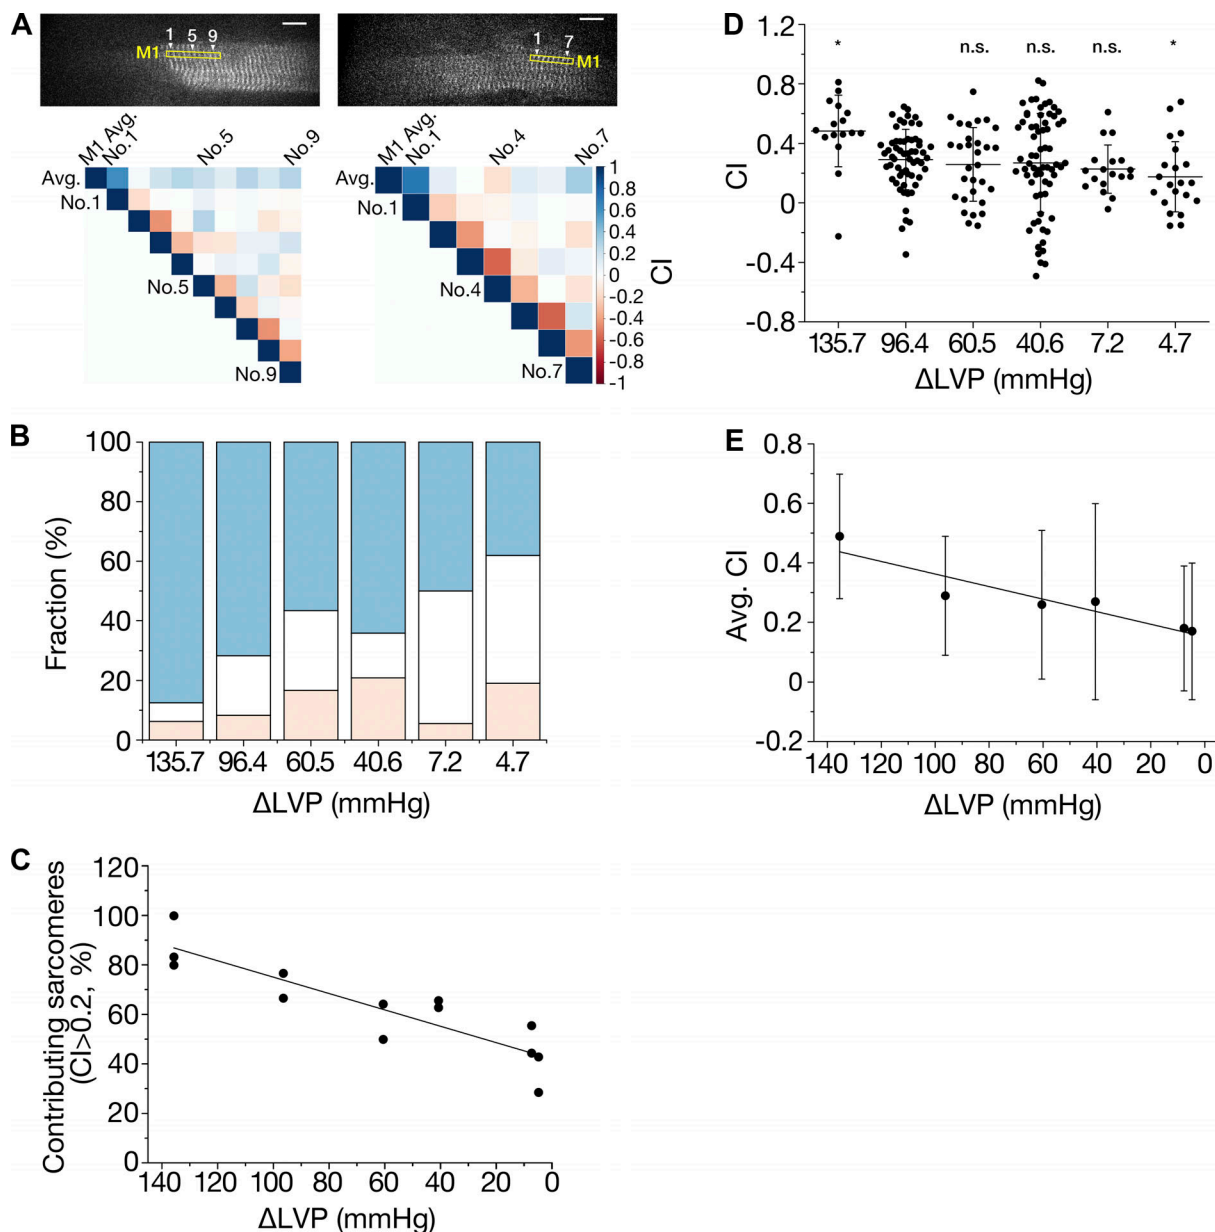 A
1
5
9
M1
1
7
M1
M1 Avg.
No.1
No.5
No.9
Avg.
No.1
No.5
No.9
M1 Avg.
No.1
No.4
No.7
Avg.
No.1
No.4
No.7
1
0.8
0.6
0.4
0.2
0
-0.2
-0.4
-0.6
-0.8
-1
CI
B
Fraction (%)
100
80
60
40
20
0
135.7 96.4 60.5 40.6 7.2 4.7
ΔLVP (mmHg)
C
Contributing sarcomeres
(CI>0.2, %)
120
100
80
60
40
20
0
140 120 100 80 60 40 20 0
ΔLVP (mmHg)
D
CI
1.2
0.8
0.4
0
-0.4
-0.8
* n.s. n.s. n.s. *
135.7 96.4 60.5 40.6 7.2 4.7
ΔLVP (mmHg)
E
Avg. CI
0.8
0.6
0.4
0.2
0
-0.2
140 120 100 80 60 40 20 0
ΔLVP (mmHg)